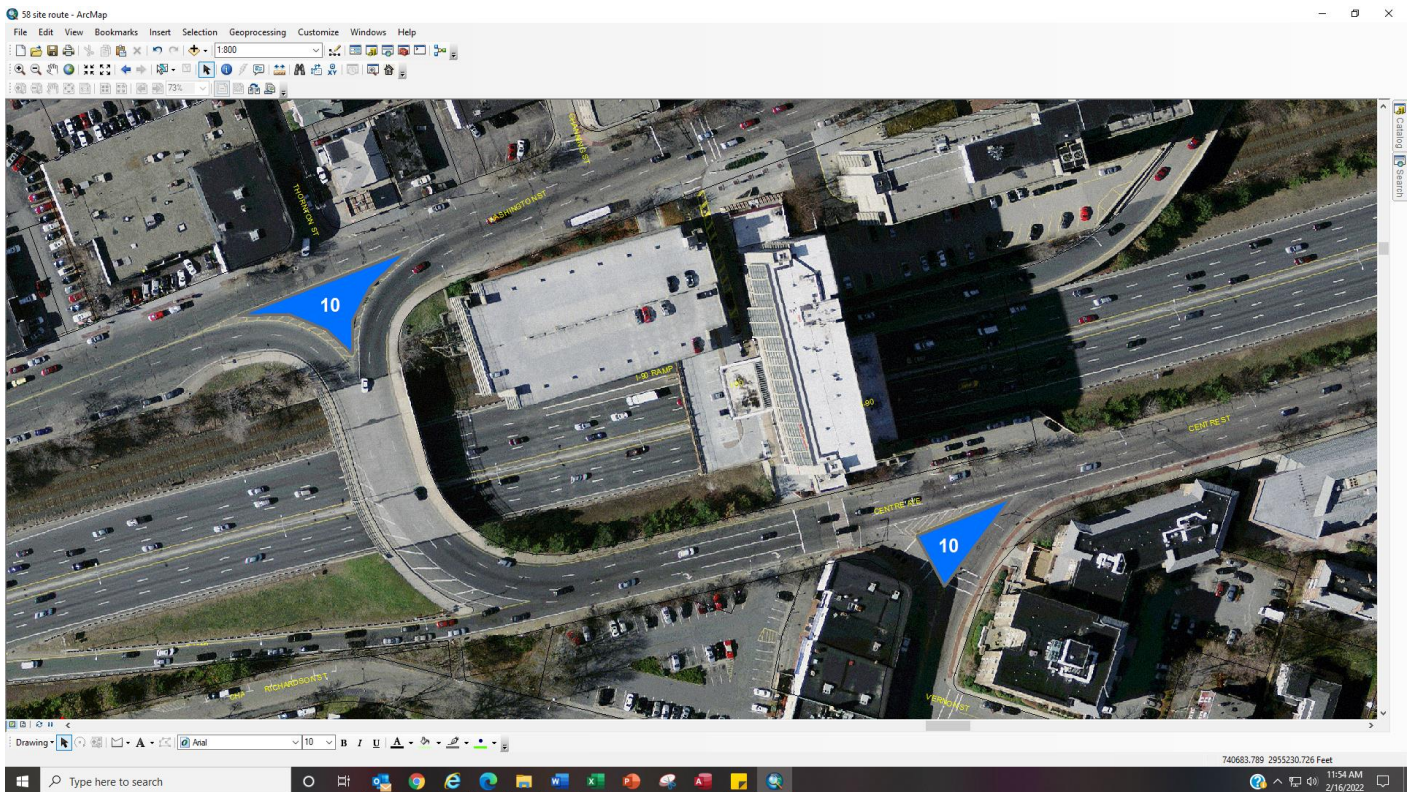 58 site route - ArcMap
File Edit View Bookmarks Insert Selection Geoprocessing Customize Windows Help
1:800
73%
Catalog
Search
CHANNING ST
THORNTON ST
WASHINGTON ST
10
I-90 RAMP
I-90
CENTRE ST
CENTRE AVE
10
RICHARDSON ST
VERNON ST
Drawing
A
Arial
10
B I U A
740683.789 2955230.726 Feet
Type here to search
11:54 AM
2/16/2022